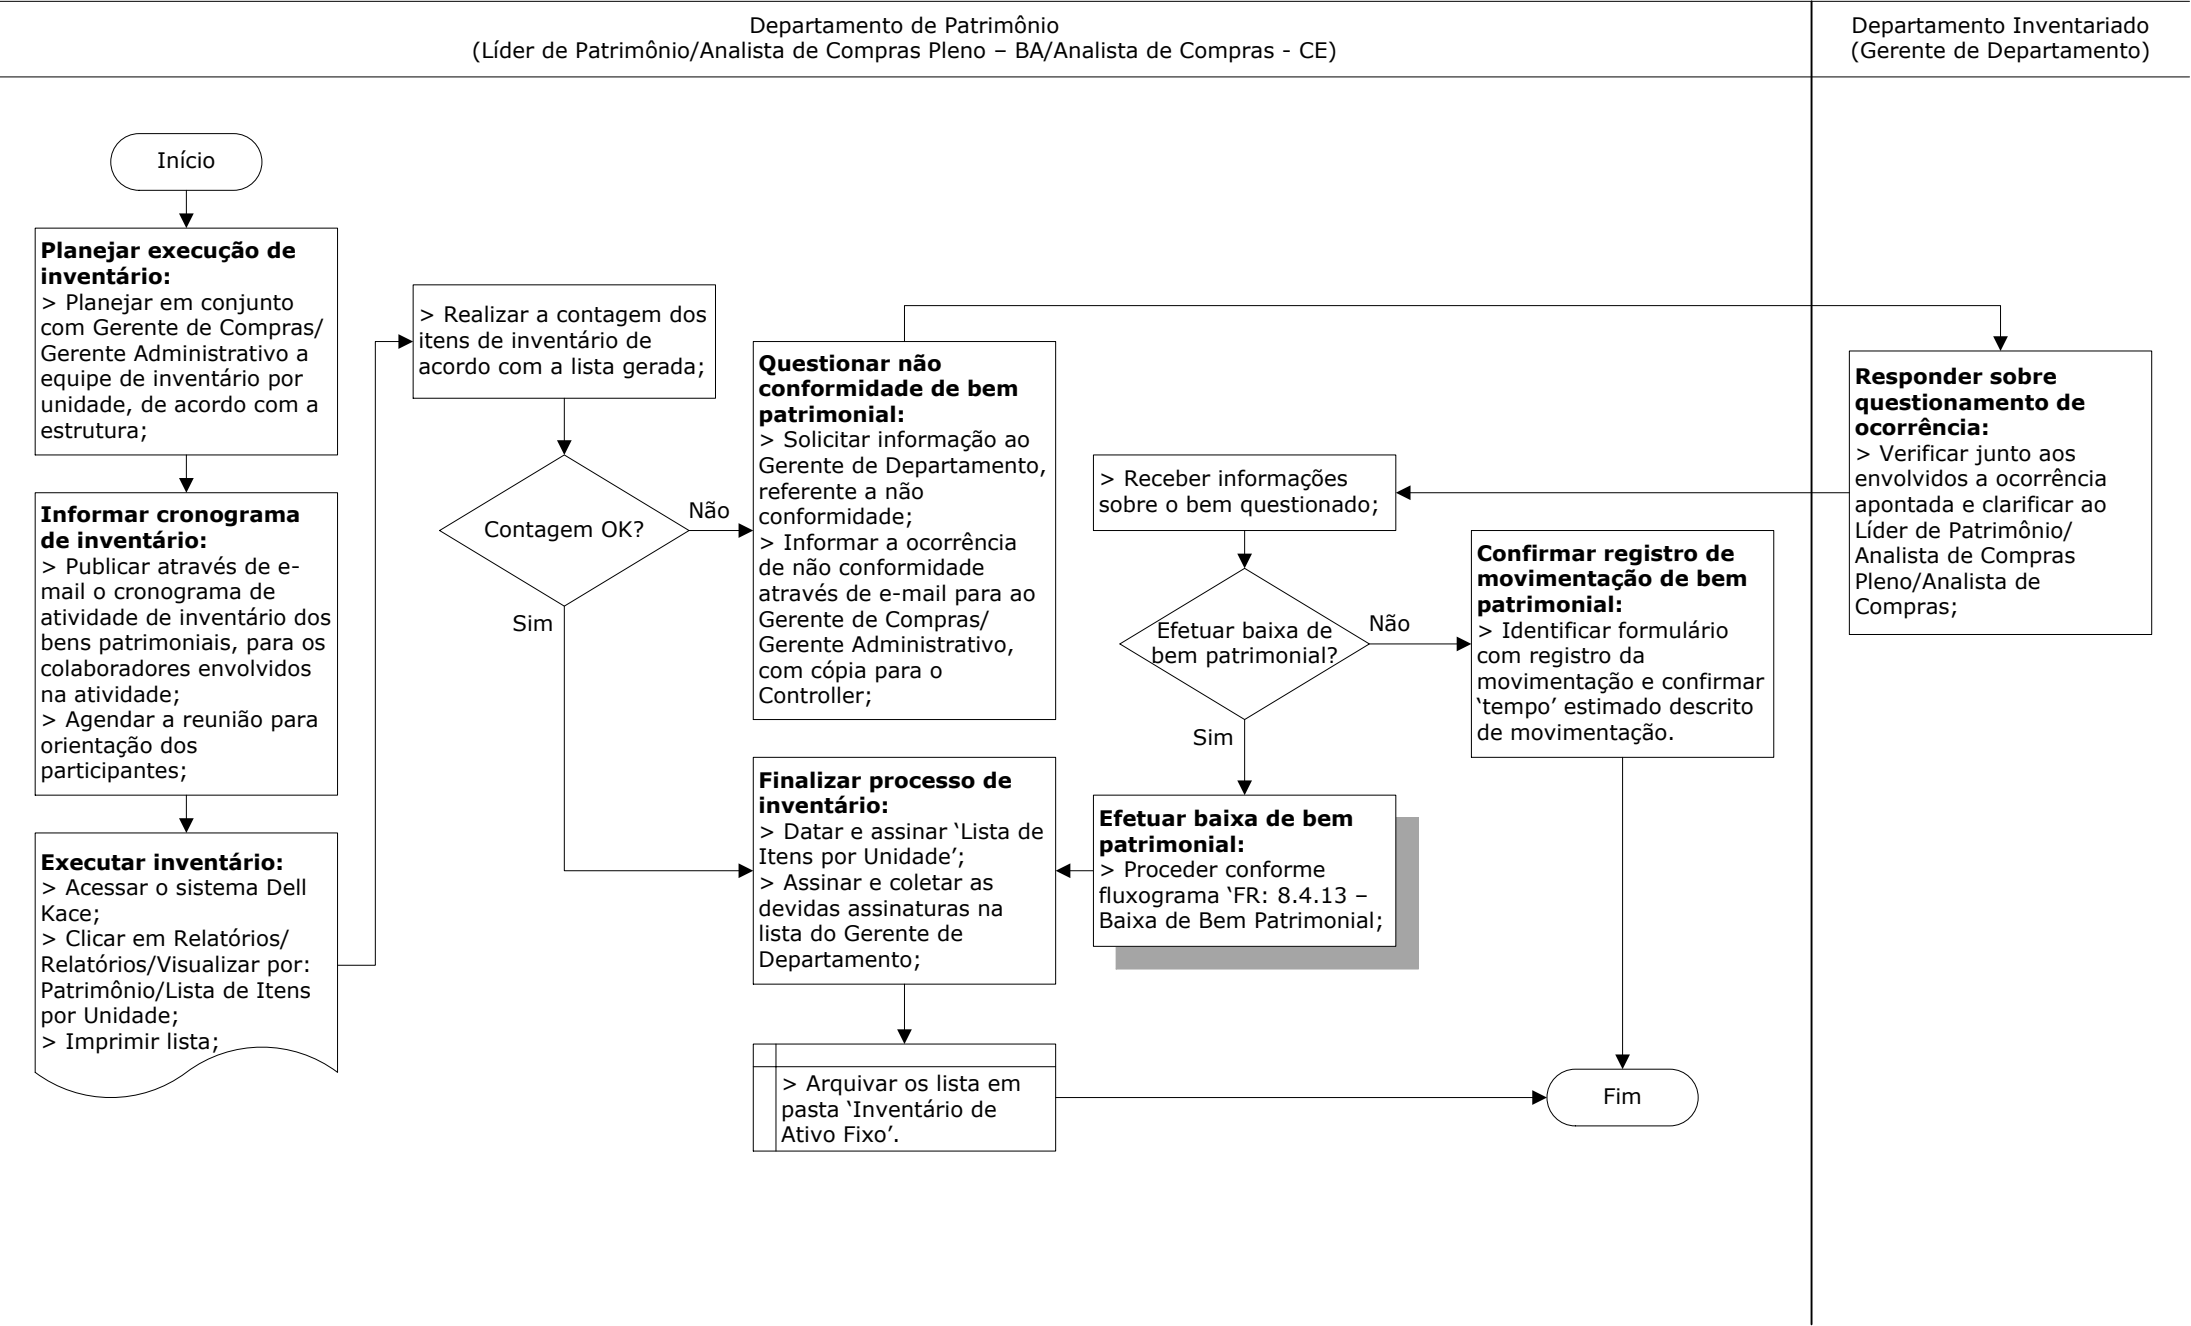 Departamento de Patrimônio
(Líder de Patrimônio/Analista de Compras Pleno – BA/Analista de Compras - CE)
Departamento Inventariado
(Gerente de Departamento)
Início
Planejar execução de
inventário:
> Planejar em conjunto
com Gerente de Compras/
Gerente Administrativo a
equipe de inventário por
unidade, de acordo com a
estrutura;
Informar cronograma
de inventário:
> Publicar através de e-
mail o cronograma de
atividade de inventário dos
bens patrimoniais, para os
colaboradores envolvidos
na atividade;
> Agendar a reunião para
orientação dos
participantes;
Executar inventário:
> Acessar o sistema Dell
Kace;
> Clicar em Relatórios/
Relatórios/Visualizar por:
Patrimônio/Lista de Itens
por Unidade;
> Imprimir lista;
> Realizar a contagem dos
itens de inventário de
acordo com a lista gerada;
Contagem OK?
Não
Sim
Questionar não
conformidade de bem
patrimonial:
> Solicitar informação ao
Gerente de Departamento,
referente a não
conformidade;
> Informar a ocorrência
de não conformidade
através de e-mail para ao
Gerente de Compras/
Gerente Administrativo,
com cópia para o
Controller;
Responder sobre
questionamento de
ocorrência:
> Verificar junto aos
envolvidos a ocorrência
apontada e clarificar ao
Líder de Patrimônio/
Analista de Compras
Pleno/Analista de
Compras;
> Receber informações
sobre o bem questionado;
Efetuar baixa de
bem patrimonial?
Não
Sim
Confirmar registro de
movimentação de bem
patrimonial:
> Identificar formulário
com registro da
movimentação e confirmar
‘tempo’ estimado descrito
de movimentação.
Efetuar baixa de bem
patrimonial:
> Proceder conforme
fluxograma ‘FR: 8.4.13 –
Baixa de Bem Patrimonial;
Finalizar processo de
inventário:
> Datar e assinar ‘Lista de
Itens por Unidade’;
> Assinar e coletar as
devidas assinaturas na
lista do Gerente de
Departamento;
> Arquivar os lista em
pasta ‘Inventário de
Ativo Fixo’.
Fim